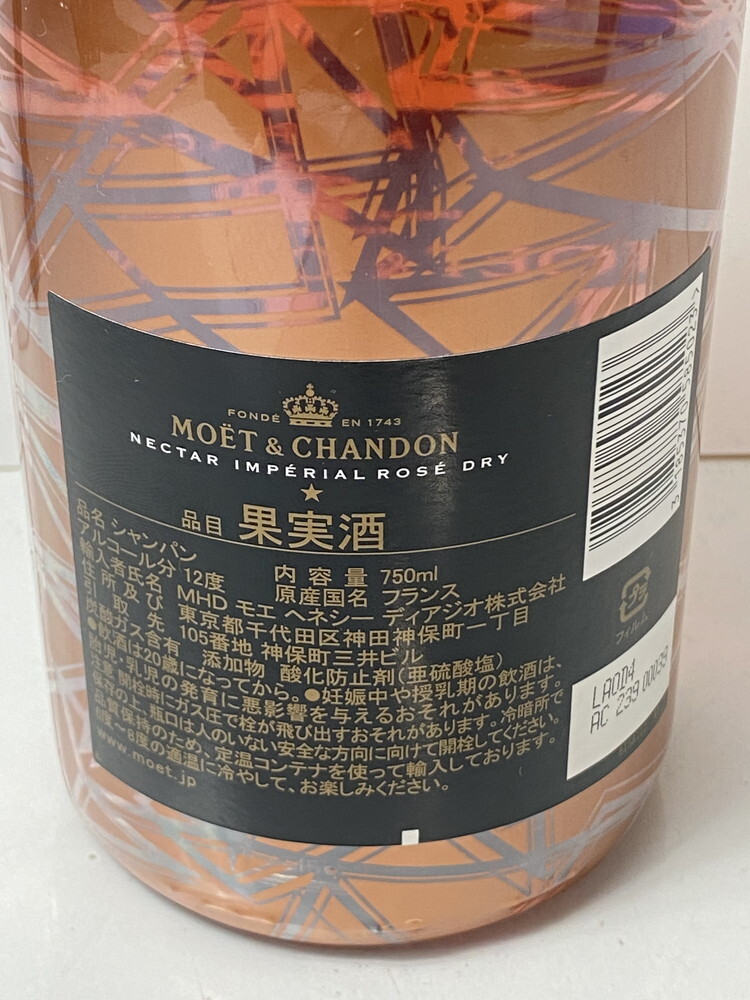 FONDÉ EN 1743
MOËT & CHANDON
NECTAR IMPÉRIAL ROSÉ DRY
品目 果実酒
品名 シャンパン
アルコール分 12度 内容量 750ml
輸入者氏名 原産国名 フランス
住所及び MHD モエ ヘネシー ディアジオ株式会社
引取先 東京都千代田区神田神保町一丁目
105番地 神保町三井ビル
炭酸ガス含有 添加物 酸化防止剤(亜硫酸塩)
●飲酒は20歳になってから。●妊娠中や授乳期の飲酒は、
胎児・乳児の発育に悪影響を与えるおそれがあります。
注意 開栓時にガス圧で栓が飛び出すおそれがあります。冷暗所で
保存の上、瓶口は人のいない安全な方向に向けて開栓してください。
品質保持のため、定温コンテナを使って輸入しております。
6度〜8度の適温に冷やして、お楽しみください。
www.moet.jp
フィルム
AC 239 00039